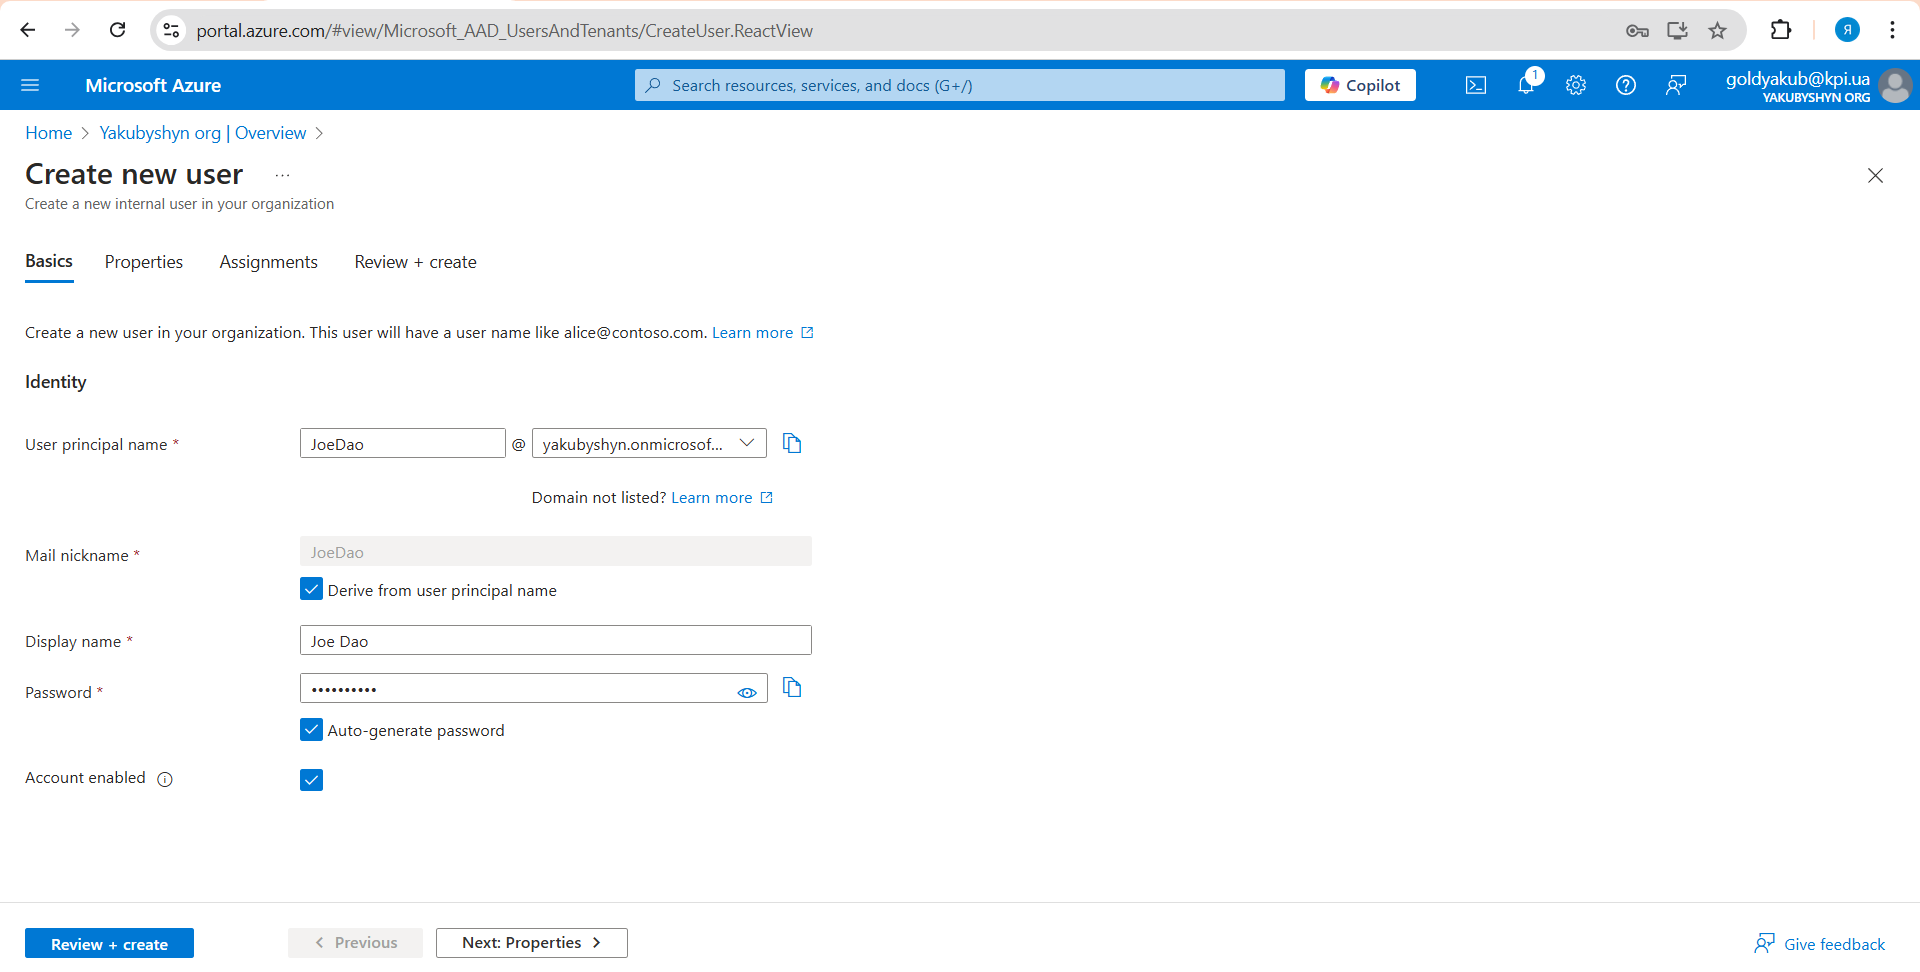 portal.azure.com/#view/Microsoft_AAD_UsersAndTenants/CreateUser.ReactView
Я
Microsoft Azure
Search resources, services, and docs (G+/)
Copilot
1
goldyakub@kpi.ua
YAKUBYSHYN ORG
Home > Yakubyshyn org | Overview >
Create new user ...
Create a new internal user in your organization
Basics Properties Assignments Review + create
Create a new user in your organization. This user will have a user name like alice@contoso.com. Learn more
Identity
User principal name * JoeDao @ yakubyshyn.onmicrosof...
Domain not listed? Learn more
Mail nickname * JoeDao
Derive from user principal name
Display name * Joe Dao
Password * ••••••••••
Auto-generate password
Account enabled
Review + create < Previous Next: Properties > Give feedback